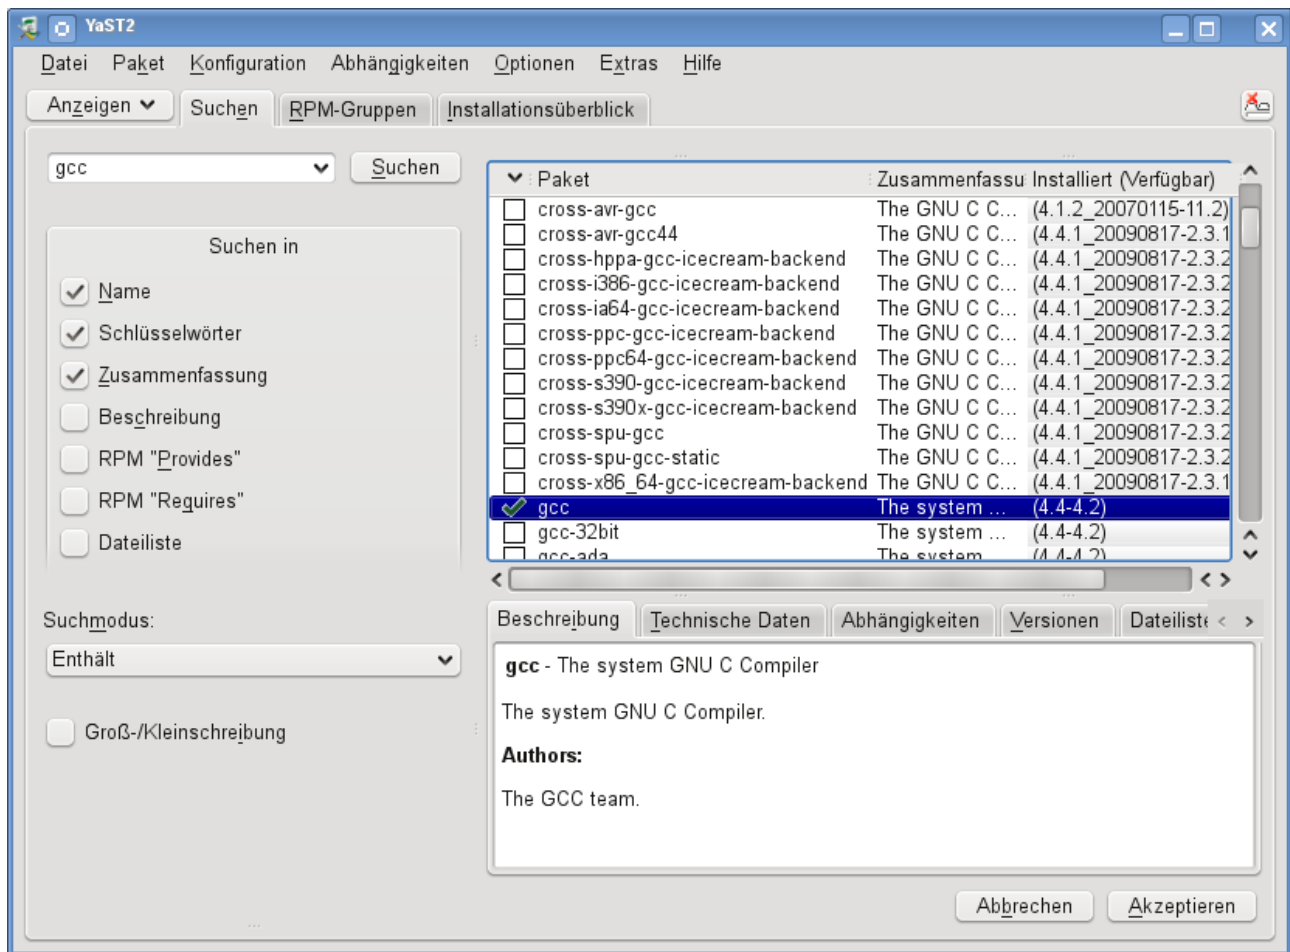 YaST2
Datei Paket Konfiguration Abhängigkeiten Optionen Extras Hilfe
Anzeigen Suchen RPM-Gruppen Installationsüberblick
gcc Suchen
Suchen in
Name
Schlüsselwörter
Zusammenfassung
Beschreibung
RPM "Provides"
RPM "Requires"
Dateiliste
Suchmodus:
Enthält
Groß-/Kleinschreibung
Paket Zusammenfassu Installiert (Verfügbar)
cross-avr-gcc The GNU C C... (4.1.2_20070115-11.2)
cross-avr-gcc44 The GNU C C... (4.4.1_20090817-2.3.1
cross-hppa-gcc-icecream-backend The GNU C C... (4.4.1_20090817-2.3.2
cross-i386-gcc-icecream-backend The GNU C C... (4.4.1_20090817-2.3.2
cross-ia64-gcc-icecream-backend The GNU C C... (4.4.1_20090817-2.3.2
cross-ppc-gcc-icecream-backend The GNU C C... (4.4.1_20090817-2.3.2
cross-ppc64-gcc-icecream-backend The GNU C C... (4.4.1_20090817-2.3.2
cross-s390-gcc-icecream-backend The GNU C C... (4.4.1_20090817-2.3.2
cross-s390x-gcc-icecream-backend The GNU C C... (4.4.1_20090817-2.3.2
cross-spu-gcc The GNU C C... (4.4.1_20090817-2.3.2
cross-spu-gcc-static The GNU C C... (4.4.1_20090817-2.3.2
cross-x86_64-gcc-icecream-backend The GNU C C... (4.4.1_20090817-2.3.1
gcc The system ... (4.4-4.2)
gcc-32bit The system ... (4.4-4.2)
gcc-ada The system (4.4-4.2)
Beschreibung Technische Daten Abhängigkeiten Versionen Dateiliste
gcc - The system GNU C Compiler
The system GNU C Compiler.
Authors:
The GCC team.
Abbrechen Akzeptieren